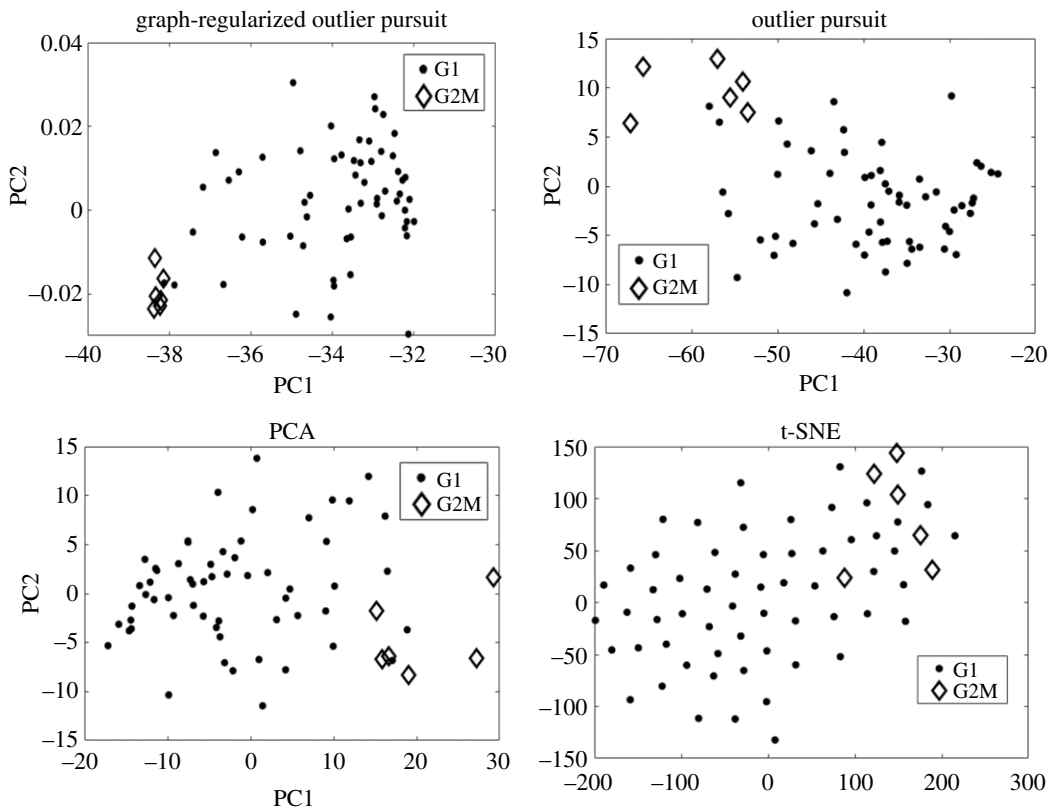 graph-regularized outlier pursuit
0.04
0.02
0
−0.02
PC2
G1
G2M
−40 −38 −36 −34 −32 −30
PC1
outlier pursuit
15
10
5
0
−5
−10
−15
PC2
G1
G2M
−70 −60 −50 −40 −30 −20
PC1
PCA
15
10
5
0
−5
−10
−15
PC2
G1
G2M
−20 −10 0 10 20 30
PC1
t-SNE
150
100
50
0
−50
−100
−150
G1
G2M
−200 −100 0 100 200 300